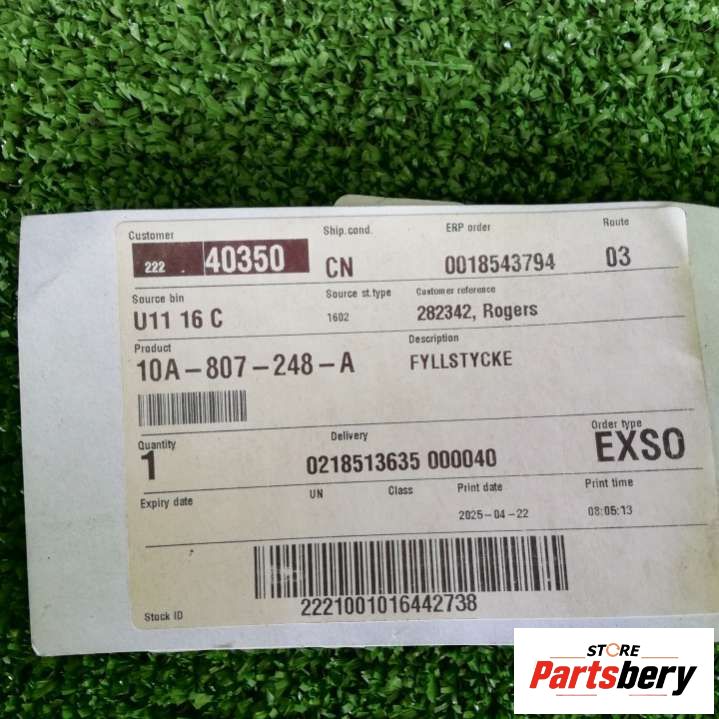 Customer
222 40350
Ship.cond.
CN
ERP order
0018543794
Route
03
Source bin
U11 16 C
Source st.type
1602
Customer reference
282342, Rogers
Product
10A-807-248-A
Description
FYLLSTYCKE
Quantity
1
Delivery
0218513635 000040
Order type
EXSO
Expiry date
UN
Class
Print date
2025-04-22
Print time
08:05:13
Stock ID
2221001016442738
STORE
Partsbery